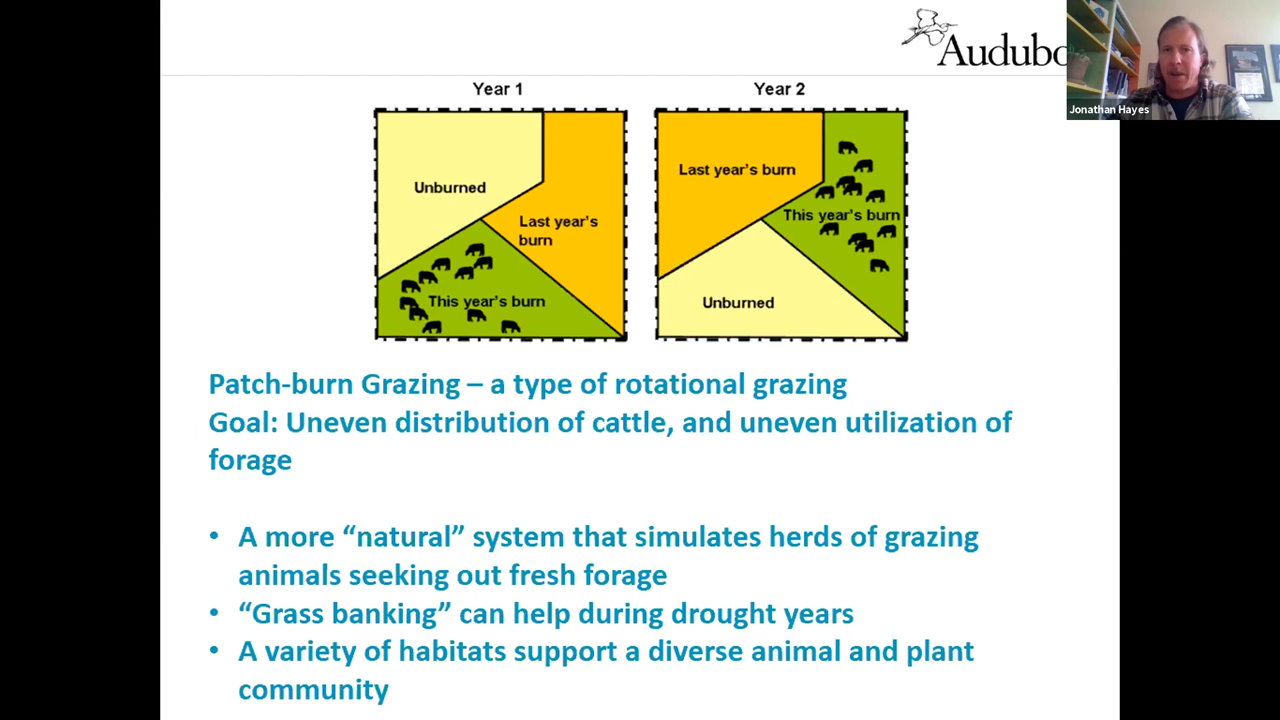 Audubo
Jonathan Hayes
Year 1
Year 2
Unburned
Last year's
burn
This year's burn
Last year's burn
This year's burn
Unburned
Patch-burn Grazing – a type of rotational grazing
Goal: Uneven distribution of cattle, and uneven utilization of
forage
• A more “natural” system that simulates herds of grazing
animals seeking out fresh forage
• “Grass banking” can help during drought years
• A variety of habitats support a diverse animal and plant
community